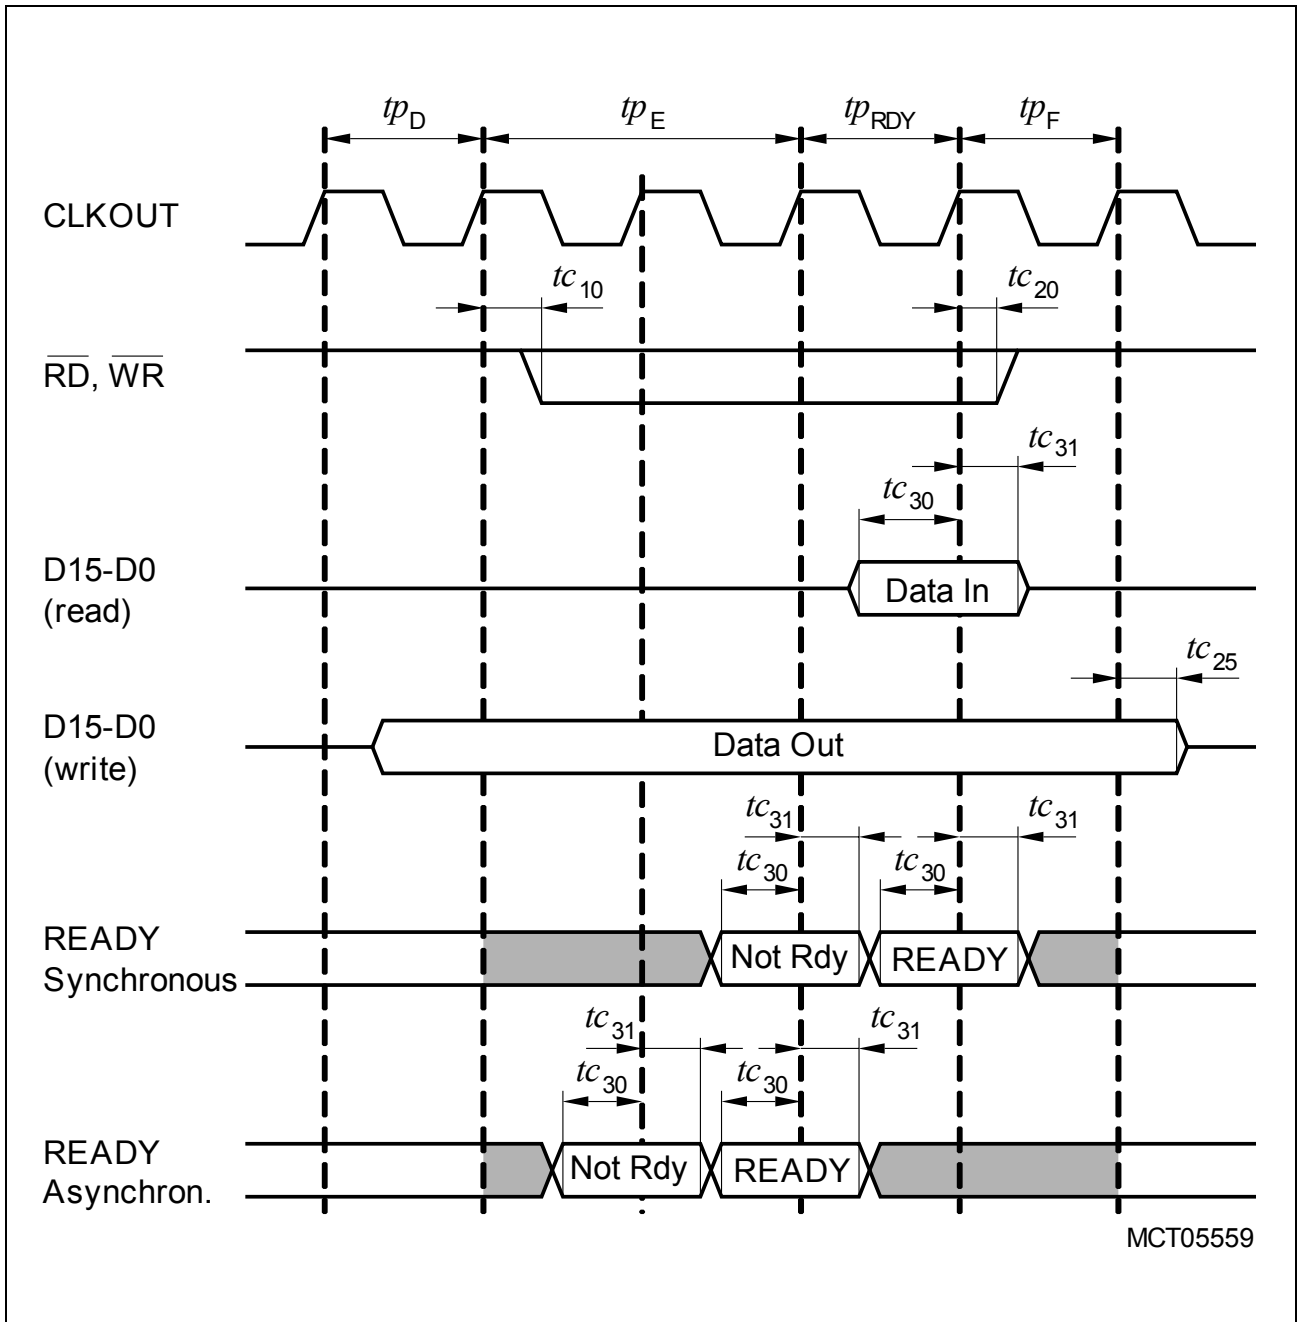 tpD tpE tpRDY tpF
CLKOUT
tc10 tc20
RD, WR
tc31
tc30
D15-D0
(read)
Data In
tc25
D15-D0
(write)
Data Out
tc31 tc31
tc30 tc30
READY
Synchronous
Not Rdy READY
tc31 tc31
tc30 tc30
READY
Asynchron.
Not Rdy READY
MCT05559